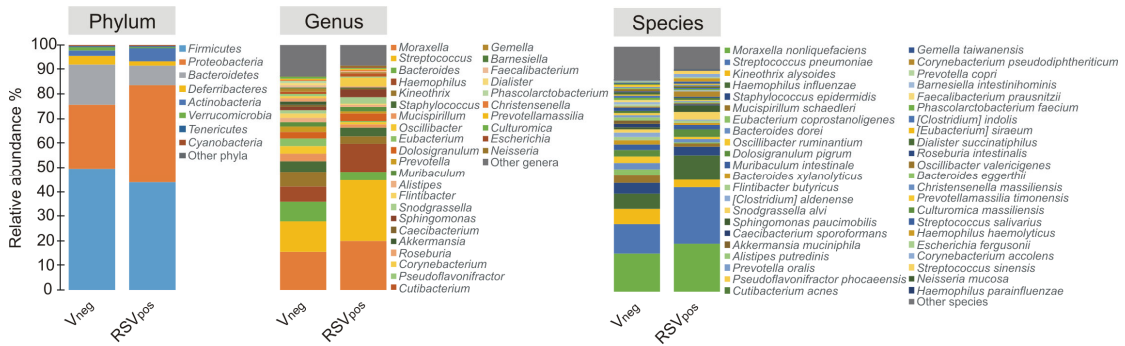 Phylum
Genus
Species
Relative abundance %
100
90
80
70
60
50
40
30
20
10
0
Vneg
RSVpos
Firmicutes
Proteobacteria
Bacteroidetes
Deferribacteres
Actinobacteria
Verrucomicrobia
Tenericutes
Cyanobacteria
Other phyla
Vneg
RSVpos
Moraxella
Streptococcus
Bacteroides
Haemophilus
Kineothrix
Staphylococcus
Mucispirillum
Oscillibacter
Eubacterium
Dolosigranulum
Prevotella
Muribaculum
Alistipes
Flintibacter
Snodgrassella
Sphingomonas
Caecibacterium
Akkermansia
Roseburia
Corynebacterium
Pseudoflavonifractor
Cutibacterium
Gemella
Barnesiella
Faecalibacterium
Dialister
Phascolarctobacterium
Christensenella
Prevotellamassilia
Culturomica
Escherichia
Neisseria
Other genera
Vneg
RSVpos
Moraxella nonliquefaciens
Streptococcus pneumoniae
Kineothrix alysoides
Haemophilus influenzae
Staphylococcus epidermidis
Mucispirillum schaedleri
Eubacterium coprostanoligenes
Bacteroides dorei
Oscillibacter ruminantium
Dolosigranulum pigrum
Muribaculum intestinale
Bacteroides xylanolyticus
Flintibacter butyricus
[Clostridium] aldenense
Snodgrassella alvi
Sphingomonas paucimobilis
Caecibacterium sporoformans
Akkermansia muciniphila
Alistipes putredinis
Prevotella oralis
Pseudoflavonifractor phocaeensis
Cutibacterium acnes
Gemella taiwanensis
Corynebacterium pseudodiphtheriticum
Prevotella copri
Barnesiella intestinihominis
Faecalibacterium prausnitzii
Phascolarctobacterium faecium
[Clostridium] indolis
[Eubacterium] siraeum
Dialister succinatiphilus
Roseburia intestinalis
Oscillibacter valericigenes
Bacteroides eggerthii
Christensenella massiliensis
Prevotellamassilia timonensis
Culturomica massiliensis
Streptococcus salivarius
Haemophilus haemolyticus
Escherichia fergusonii
Corynebacterium accolens
Streptococcus sinensis
Neisseria mucosa
Haemophilus parainfluenzae
Other species